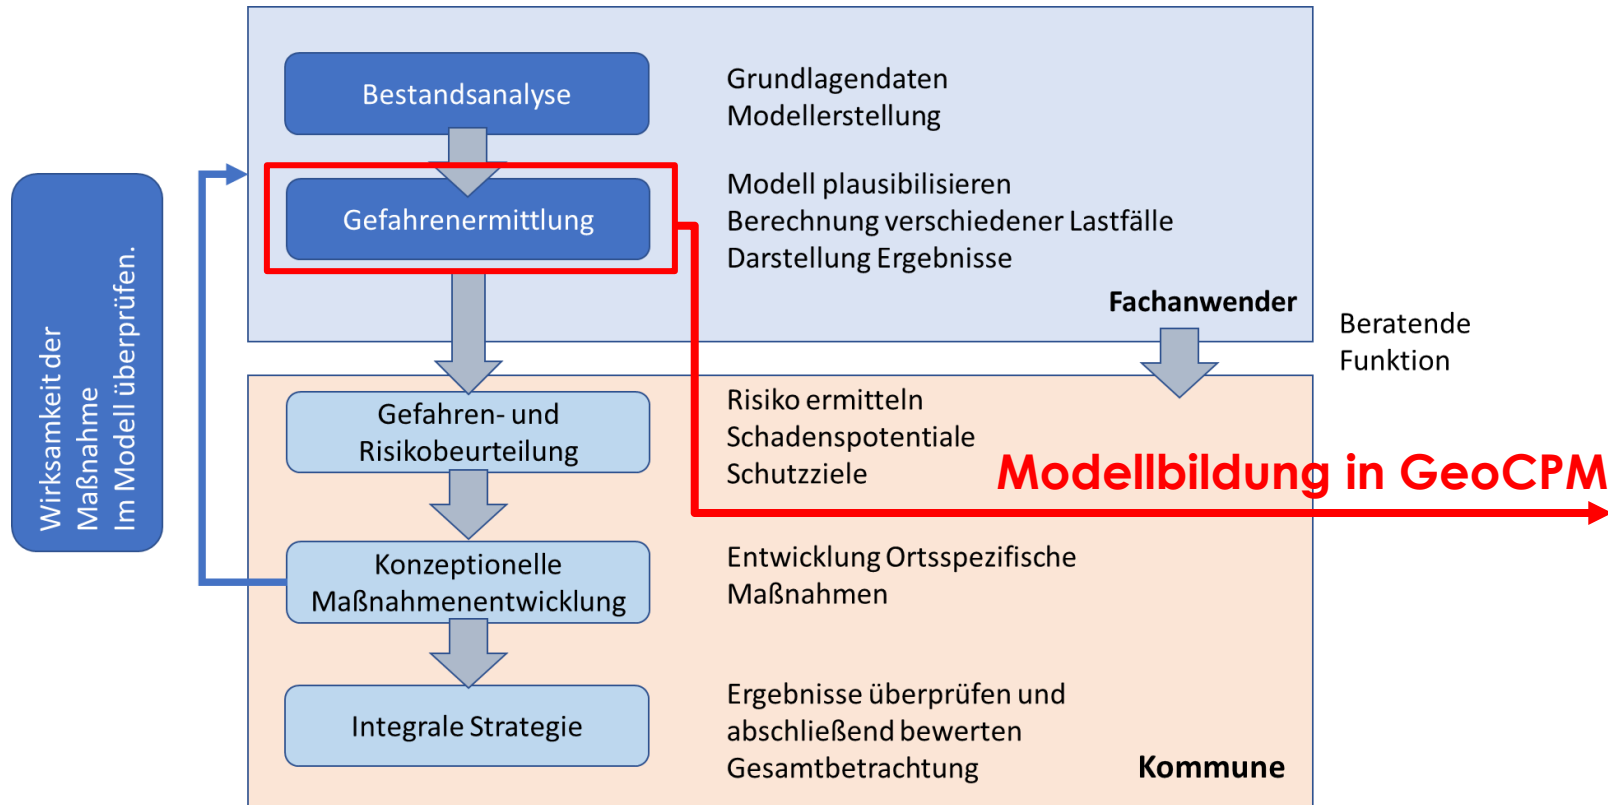 Bestandsanalyse
Grundlagendaten
Modellerstellung
Gefahrenermittlung
Modell plausibilisieren
Berechnung verschiedener Lastfälle
Darstellung Ergebnisse
Fachanwender
Beratende
Funktion
Wirksamkeit der
Maßnahme
Im Modell überprüfen.
Gefahren- und
Risikobeurteilung
Risiko ermitteln
Schadenspotentiale
Schutzziele
Modellbildung in GeoCPM
Konzeptionelle
Maßnahmenentwicklung
Entwicklung Ortsspezifische
Maßnahmen
Integrale Strategie
Ergebnisse überprüfen und
abschließend bewerten
Gesamtbetrachtung
Kommune